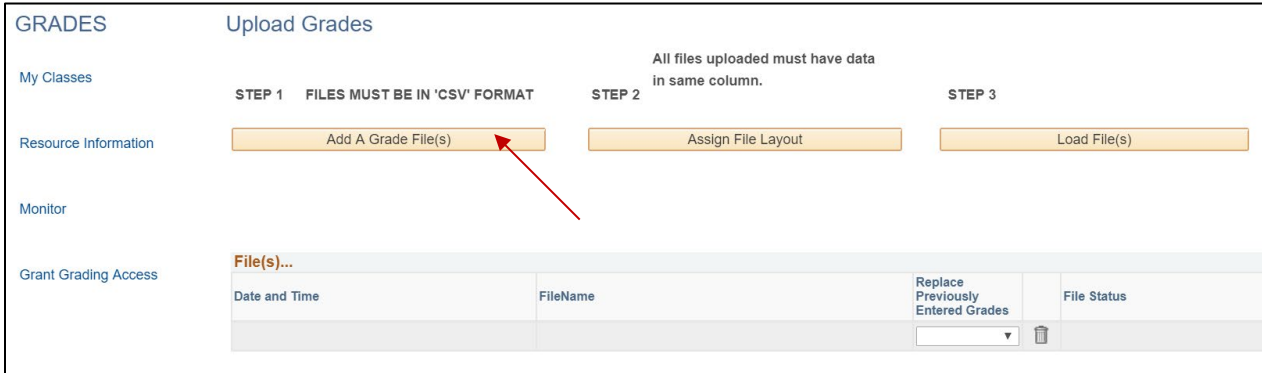 GRADES
Upload Grades
My Classes
Resource Information
Monitor
Grant Grading Access
All files uploaded must have data
in same column.
STEP 1 FILES MUST BE IN 'CSV' FORMAT
STEP 2
STEP 3
Add A Grade File(s)
Assign File Layout
Load File(s)
File(s)...
Date and Time
FileName
Replace
Previously
Entered Grades
File Status